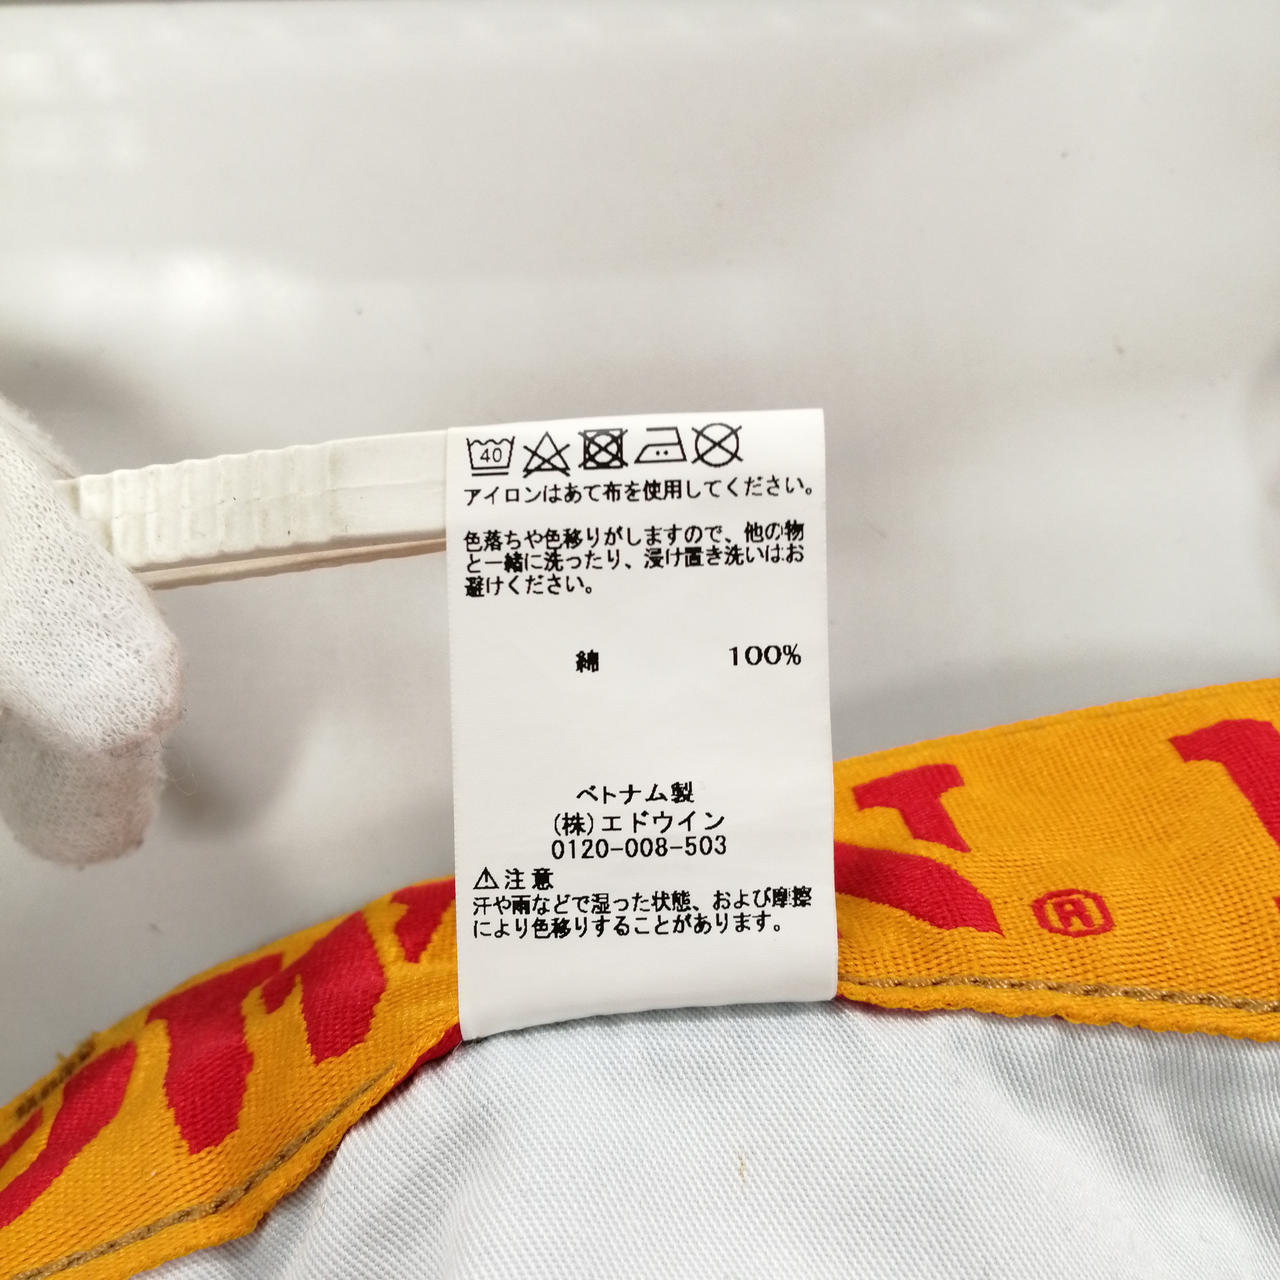 40
アイロンはあて布を使用してください。
色落ちや色移りがしますので、他の物
と一緒に洗ったり、浸け置き洗いはお
避けください。
綿 100%
ベトナム製
(株)エドウイン
0120-008-503
⚠注意
汗や雨などで湿った状態、および摩擦
により色移りすることがあります。
®